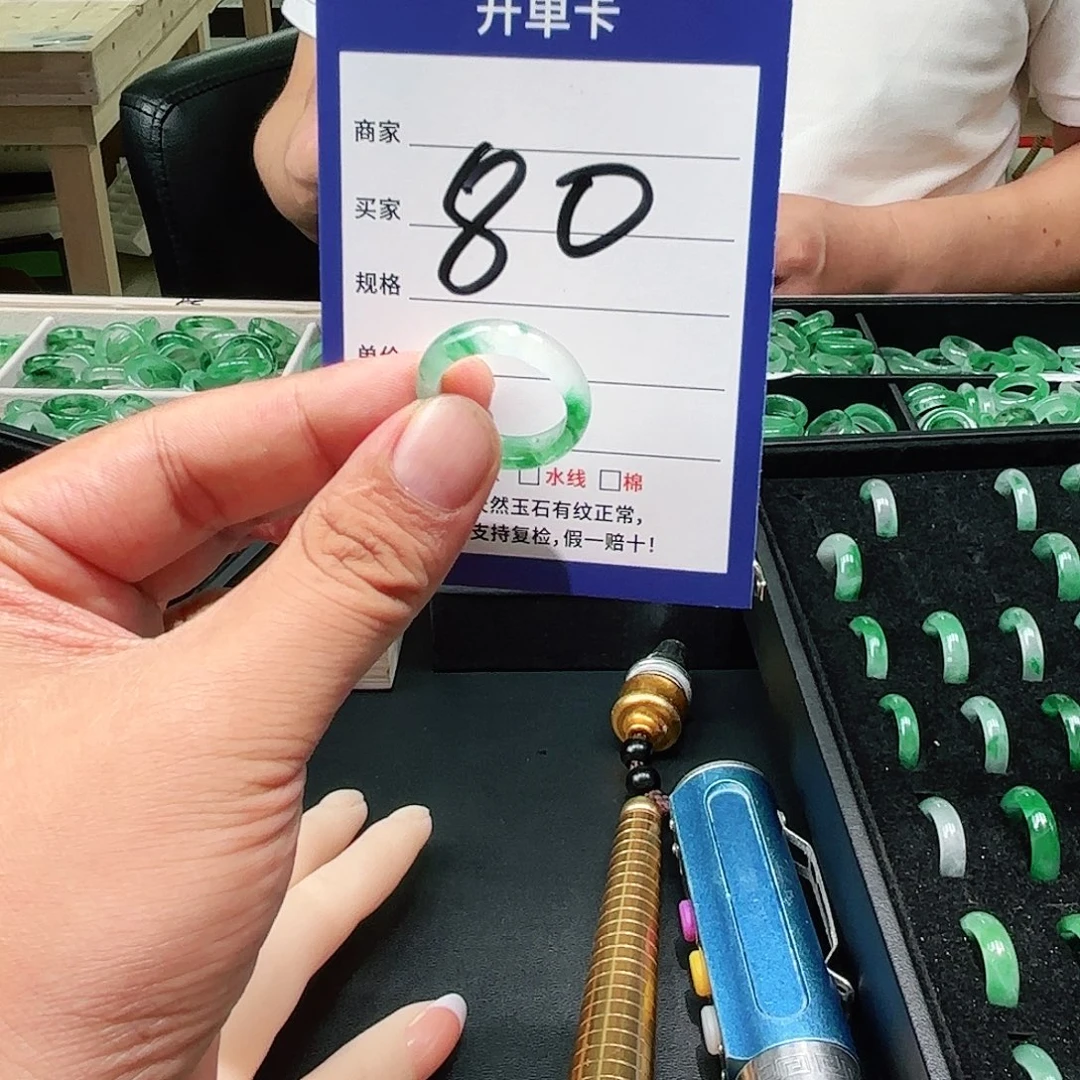 开单卡
商家
买家
80
规格
单价
水线 棉
天然玉石有纹正常，
支持复检，假一赔十！